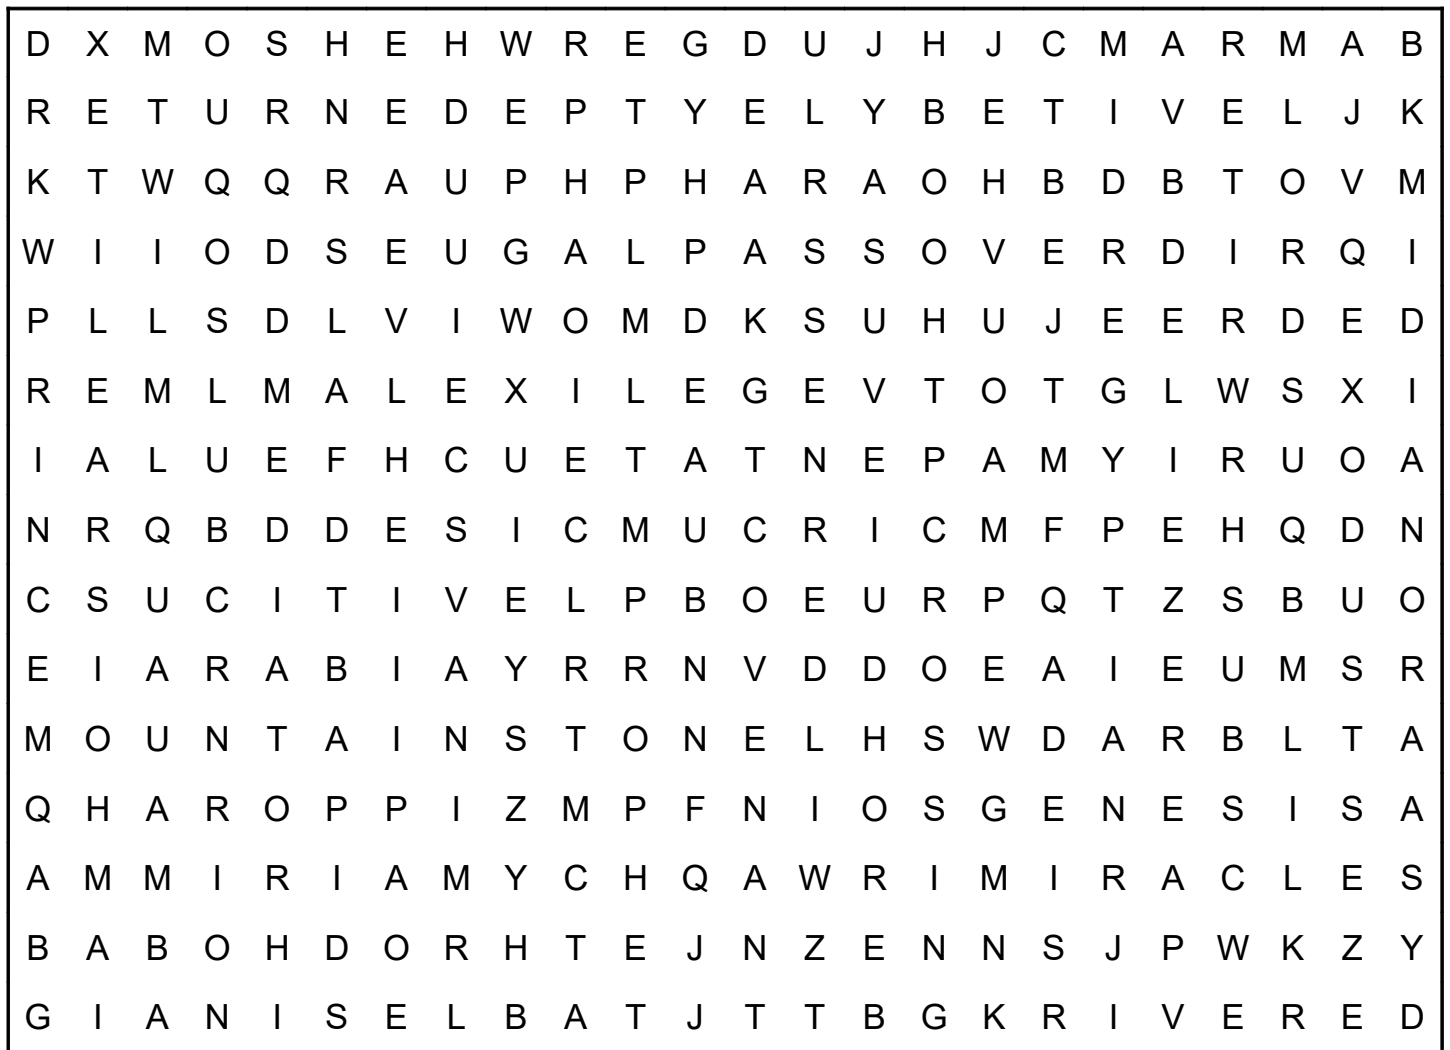 D X M O S H E H W R E G D U J H J C M A R M A B
R E T U R N E D E P T Y E L Y B E T I V E L J K
K T W Q Q R A U P H P H A R A O H B D B T O V M
W I I O D S E U G A L P A S S O V E R D I R Q I
P L L S D L V I W O M D K S U H U J E E R D E D
R E M L M A L E X I L E G E V T O T G L W S X I
I A L U E F H C U E T A T N E P A M Y I R U O A
N R Q B D D E S I C M U C R I C M F P E H Q D N
C S U C I T I V E L P B O E U R P Q T Z S B U O
E I A R A B I A Y R R N V D D O E A I E U M S R
M O U N T A I N S T O N E L H S W D A R B L T A
Q H A R O P P I Z M P F N I O S G E N E S I S A
A M M I R I A M Y C H Q A W R I M I R A C L E S
B A B O H D O R H T E J N Z E N N S J P W K Z Y
G I A N I S E L B A T J T T B G K R I V E R E D